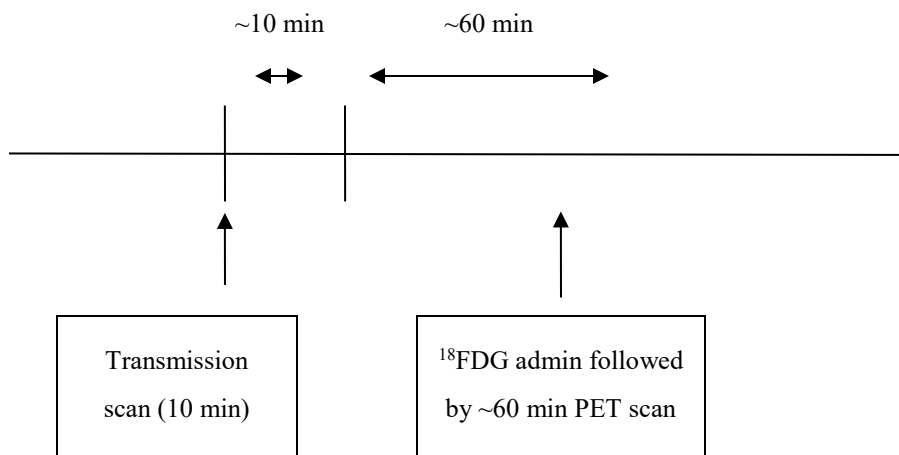 ~10 min
~60 min
Transmission
scan (10 min)
¹⁸FDG admin followed
by ~60 min PET scan